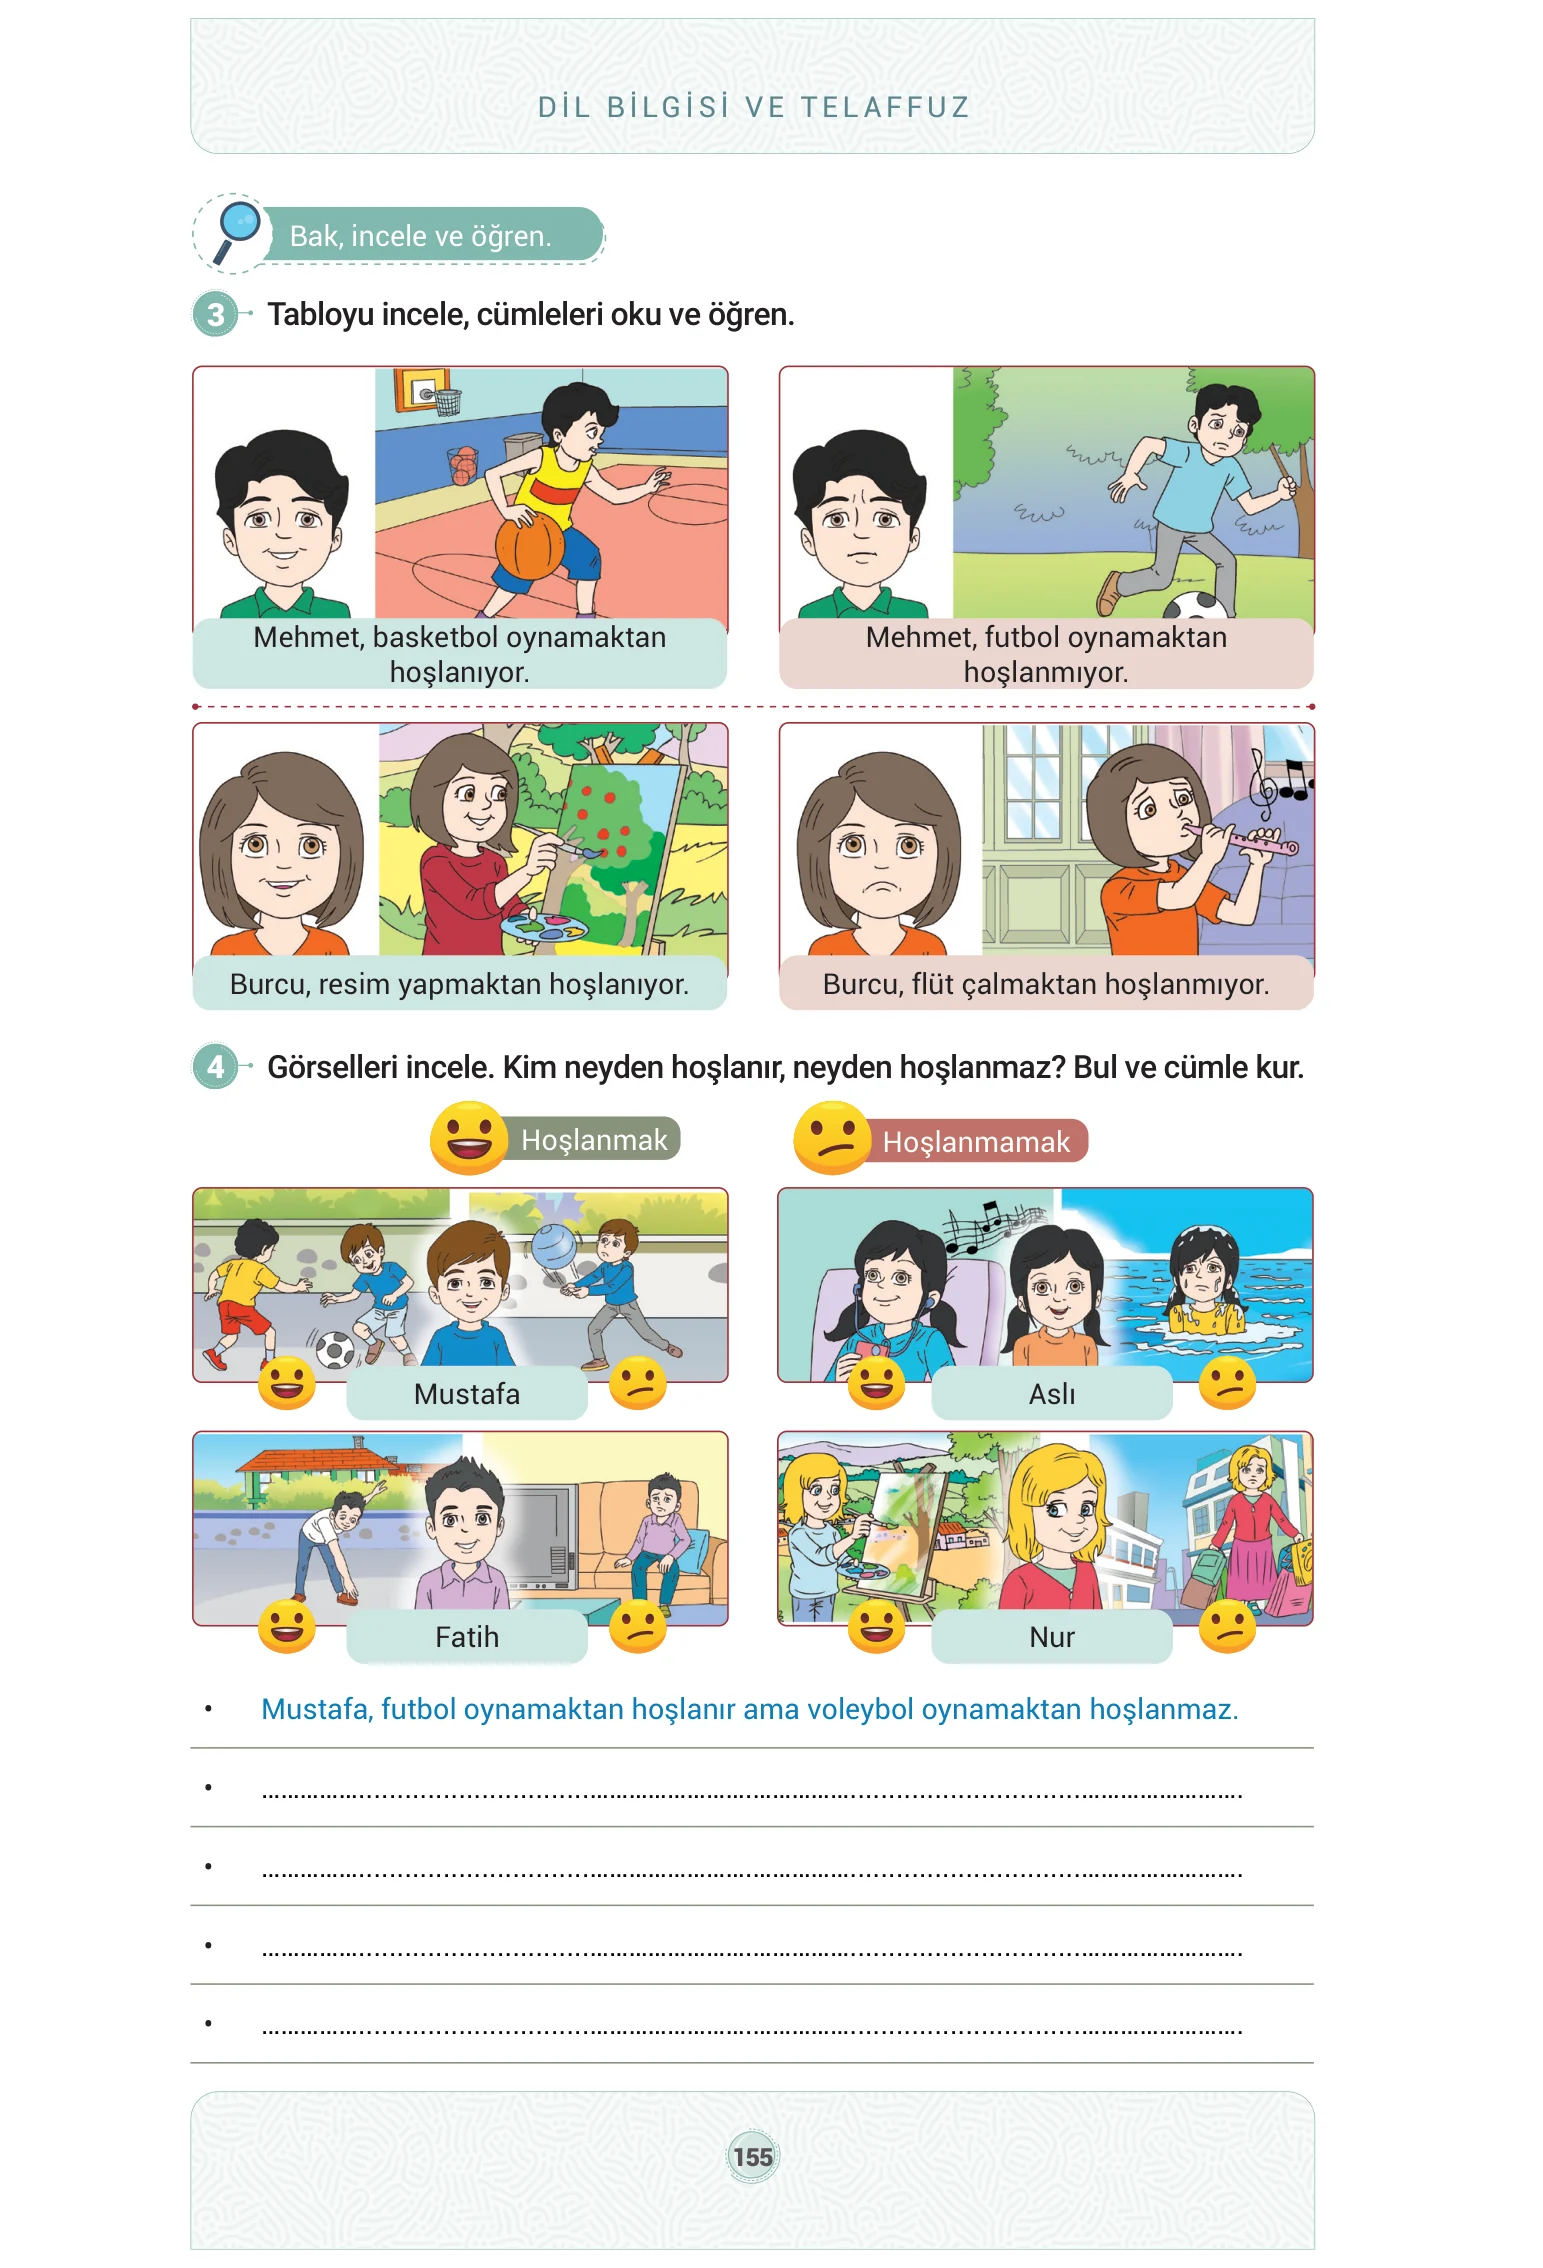 DİL BİLGİSİ VE TELAFFUZ
Bak, incele ve öğren.
3 Tabloyu incele, cümleleri oku ve öğren.
Mehmet, basketbol oynamaktan
hoşlanıyor.
Mehmet, futbol oynamaktan
hoşlanmıyor.
Burcu, resim yapmaktan hoşlanıyor.
Burcu, flüt çalmaktan hoşlanmıyor.
4 Görselleri incele. Kim neyden hoşlanır, neyden hoşlanmaz? Bul ve cümle kur.
Hoşlanmak
Hoşlanmamak
Mustafa
Aslı
Fatih
Nur
• Mustafa, futbol oynamaktan hoşlanır ama voleybol oynamaktan hoşlanmaz.
• ........................................................................
• ........................................................................
• ........................................................................
• ........................................................................
155